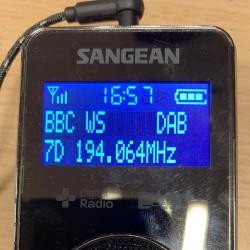 SANGEAN
16:57
BBC WS DAB
7D 194.064MHz
Radio